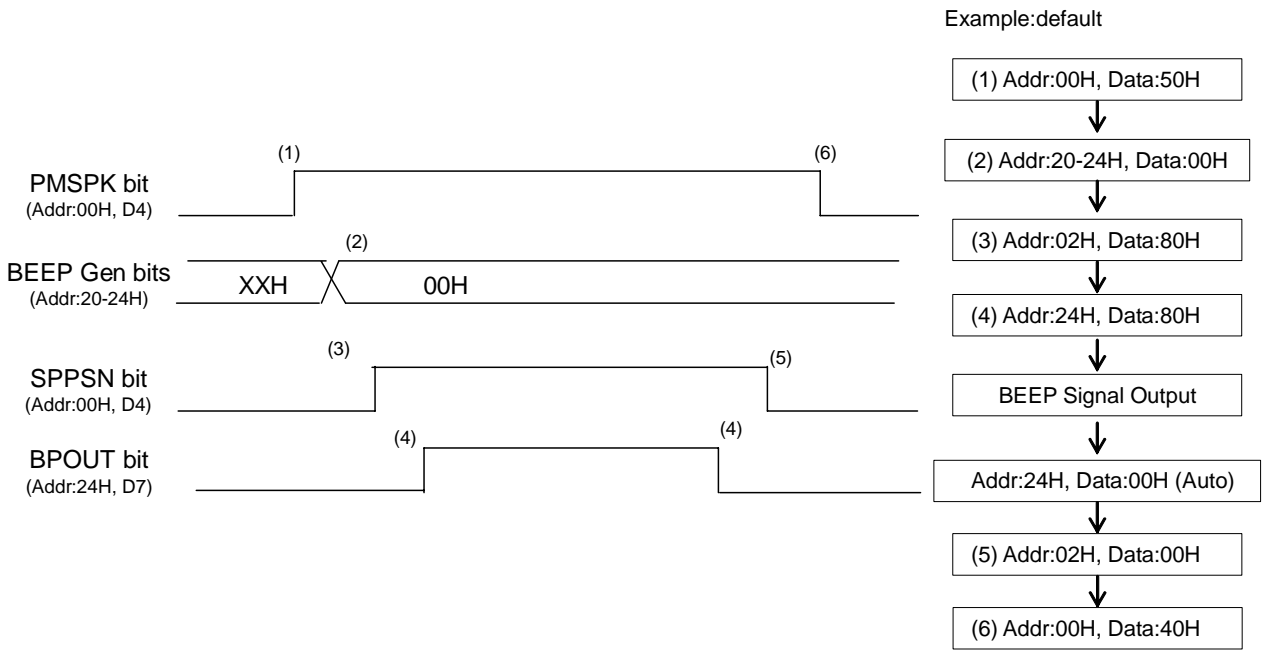 Example:default
(1) Addr:00H, Data:50H
(2) Addr:20-24H, Data:00H
(3) Addr:02H, Data:80H
(4) Addr:24H, Data:80H
BEEP Signal Output
Addr:24H, Data:00H (Auto)
(5) Addr:02H, Data:00H
(6) Addr:00H, Data:40H
(1)
(6)
PMSPK bit
(Addr:00H, D4)
(2)
BEEP Gen bits
(Addr:20-24H)
XXH
00H
(3)
(5)
SPPSN bit
(Addr:00H, D4)
(4)
(4)
BPOUT bit
(Addr:24H, D7)